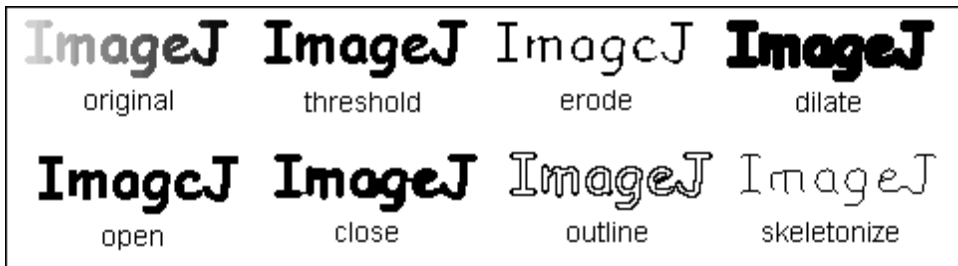 ImageJ ImageJ ImagcJ ImageJ
original threshold erode dilate
ImagcJ ImageJ ImageJ ImageJ
open close outline skeletonize